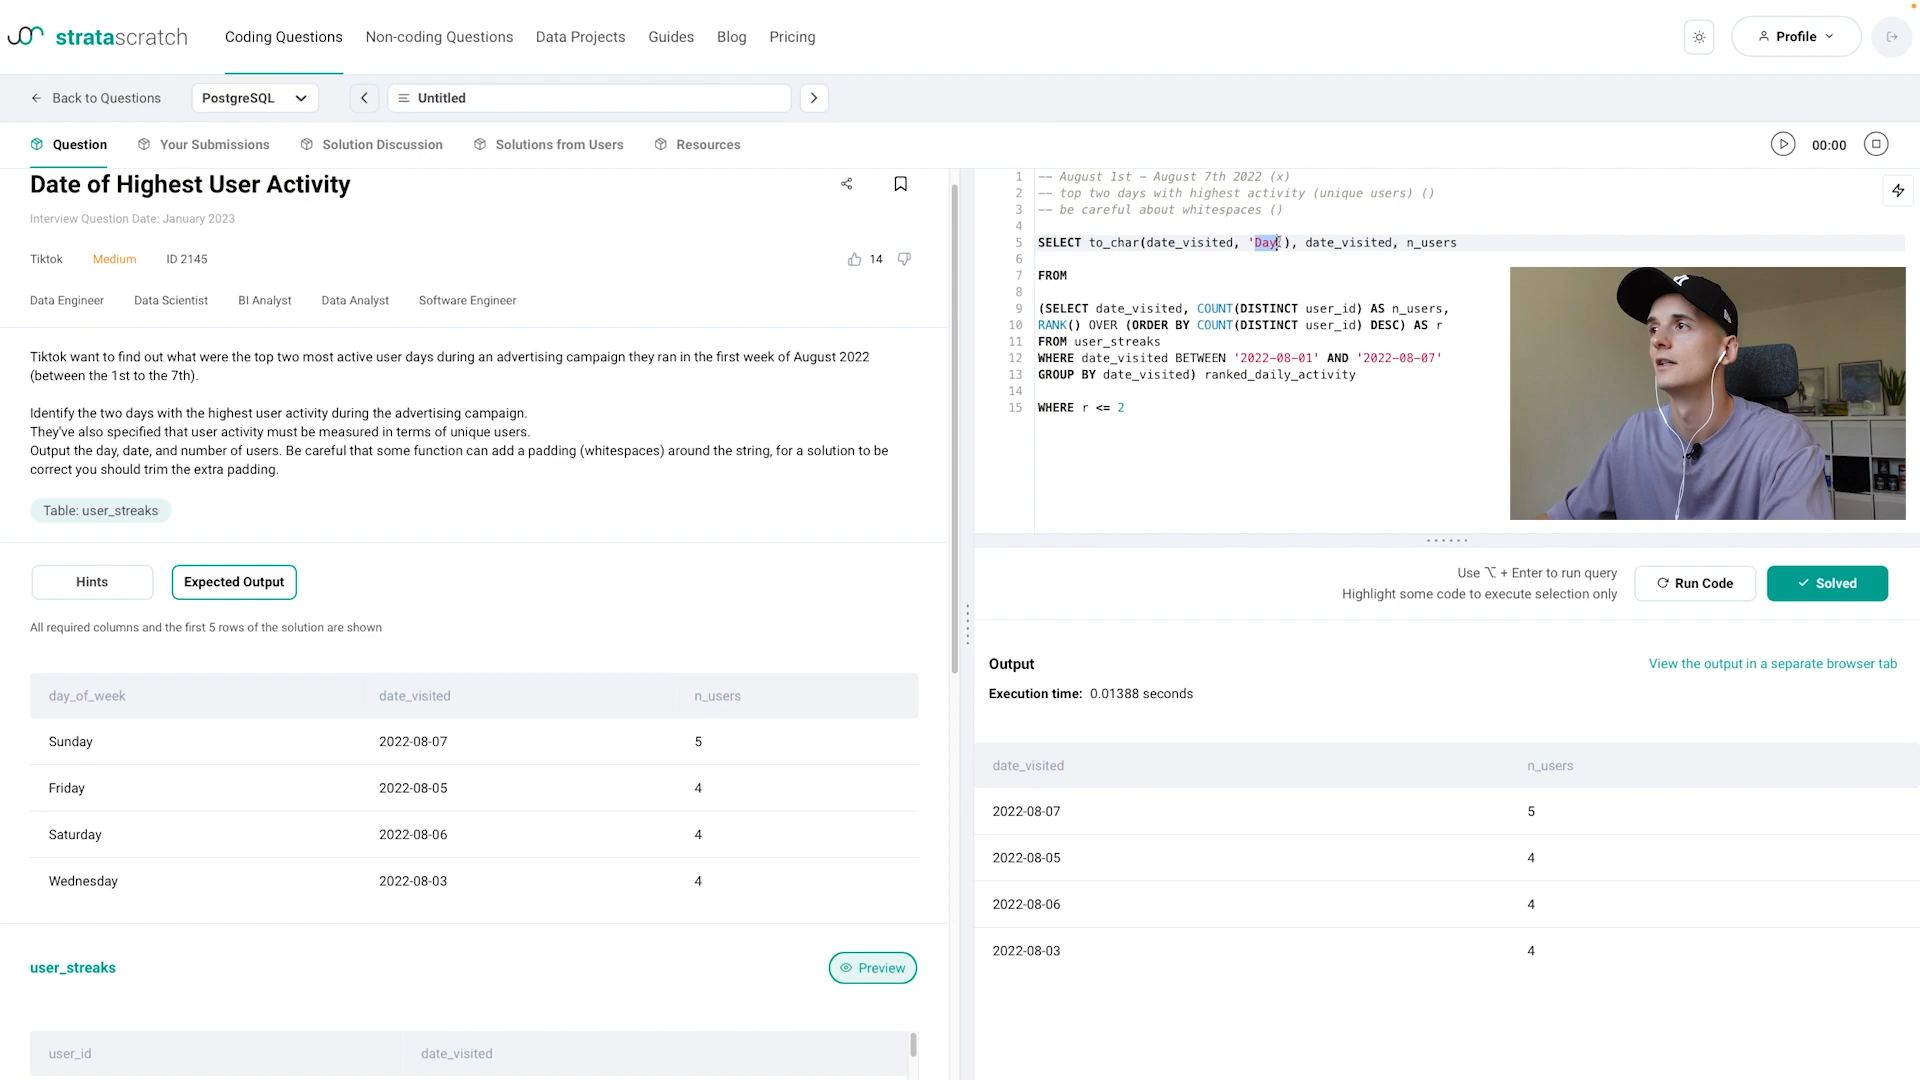 stratascratch
Coding Questions
Non-coding Questions
Data Projects
Guides
Blog
Pricing
Profile
Back to Questions
PostgreSQL
Untitled
Question
Your Submissions
Solution Discussion
Solutions from Users
Resources
00:00
Date of Highest User Activity
Interview Question Date: January 2023
Tiktok
Medium
ID 2145
14
Data Engineer
Data Scientist
BI Analyst
Data Analyst
Software Engineer
Tiktok want to find out what were the top two most active user days during an advertising campaign they ran in the first week of August 2022
(between the 1st to the 7th).
Identify the two days with the highest user activity during the advertising campaign.
They've also specified that user activity must be measured in terms of unique users.
Output the day, date, and number of users. Be careful that some function can add a padding (whitespaces) around the string, for a solution to be
correct you should trim the extra padding.
Table: user_streaks
Hints
Expected Output
All required columns and the first 5 rows of the solution are shown
day_of_week date_visited n_users
Sunday 2022-08-07 5
Friday 2022-08-05 4
Saturday 2022-08-06 4
Wednesday 2022-08-03 4
user_streaks
Preview
user_id date_visited
1 -- August 1st - August 7th 2022 (x)
2 -- top two days with highest activity (unique users) ()
3 -- be careful about whitespaces ()
4
5 SELECT to_char(date_visited, 'Day'), date_visited, n_users
6
7 FROM
8
9 (SELECT date_visited, COUNT(DISTINCT user_id) AS n_users,
10 RANK() OVER (ORDER BY COUNT(DISTINCT user_id) DESC) AS r
11 FROM user_streaks
12 WHERE date_visited BETWEEN '2022-08-01' AND '2022-08-07'
13 GROUP BY date_visited) ranked_daily_activity
14
15 WHERE r <= 2
Use ⌥ + Enter to run query
Highlight some code to execute selection only
Run Code
Solved
Output
View the output in a separate browser tab
Execution time: 0.01388 seconds
date_visited n_users
2022-08-07 5
2022-08-05 4
2022-08-06 4
2022-08-03 4